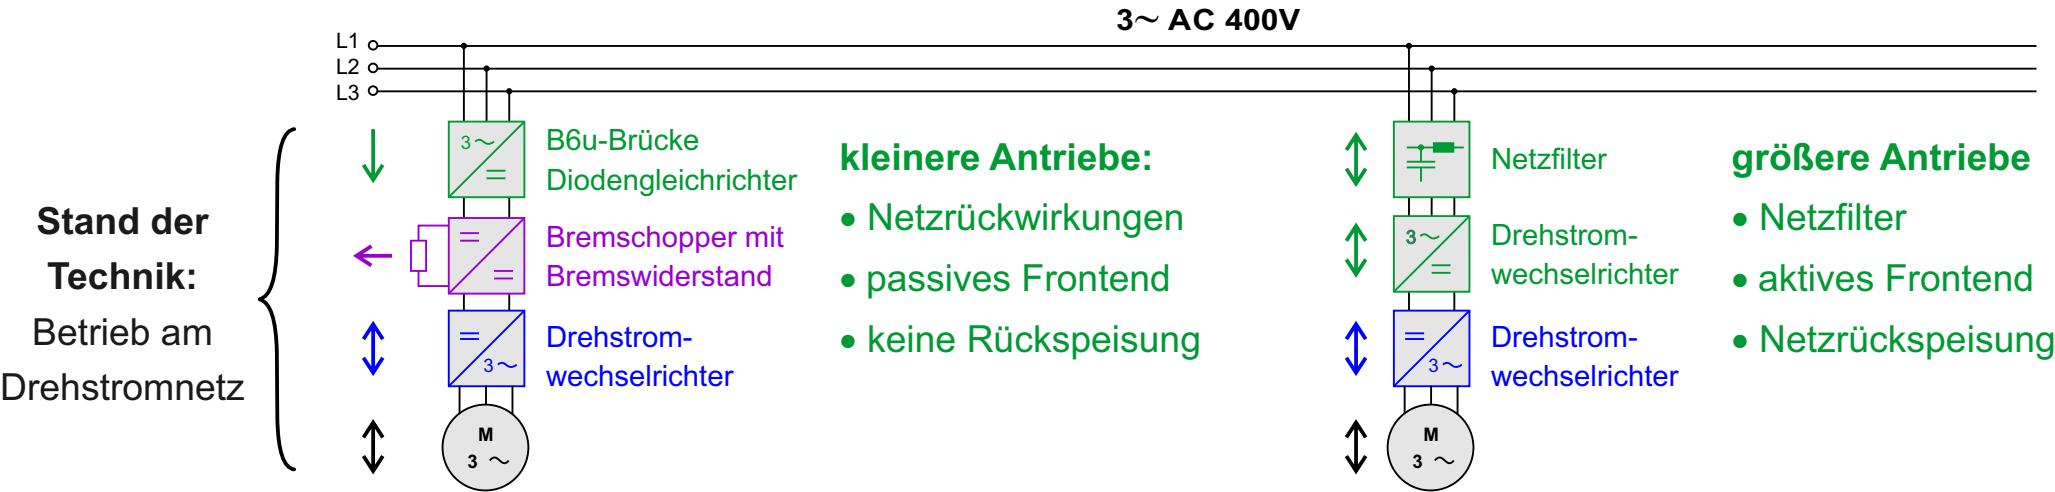 3∼ AC 400V
L1
L2
L3
Stand der
Technik:
Betrieb am
Drehstromnetz
3∼
B6u-Brücke
Diodengleichrichter
Bremschopper mit
Bremswiderstand
3∼
Drehstrom-
wechselrichter
M
3 ∼
kleinere Antriebe:
• Netzrückwirkungen
• passives Frontend
• keine Rückspeisung
Netzfilter
3∼
Drehstrom-
wechselrichter
3∼
Drehstrom-
wechselrichter
M
3 ∼
größere Antriebe
• Netzfilter
• aktives Frontend
• Netzrückspeisung